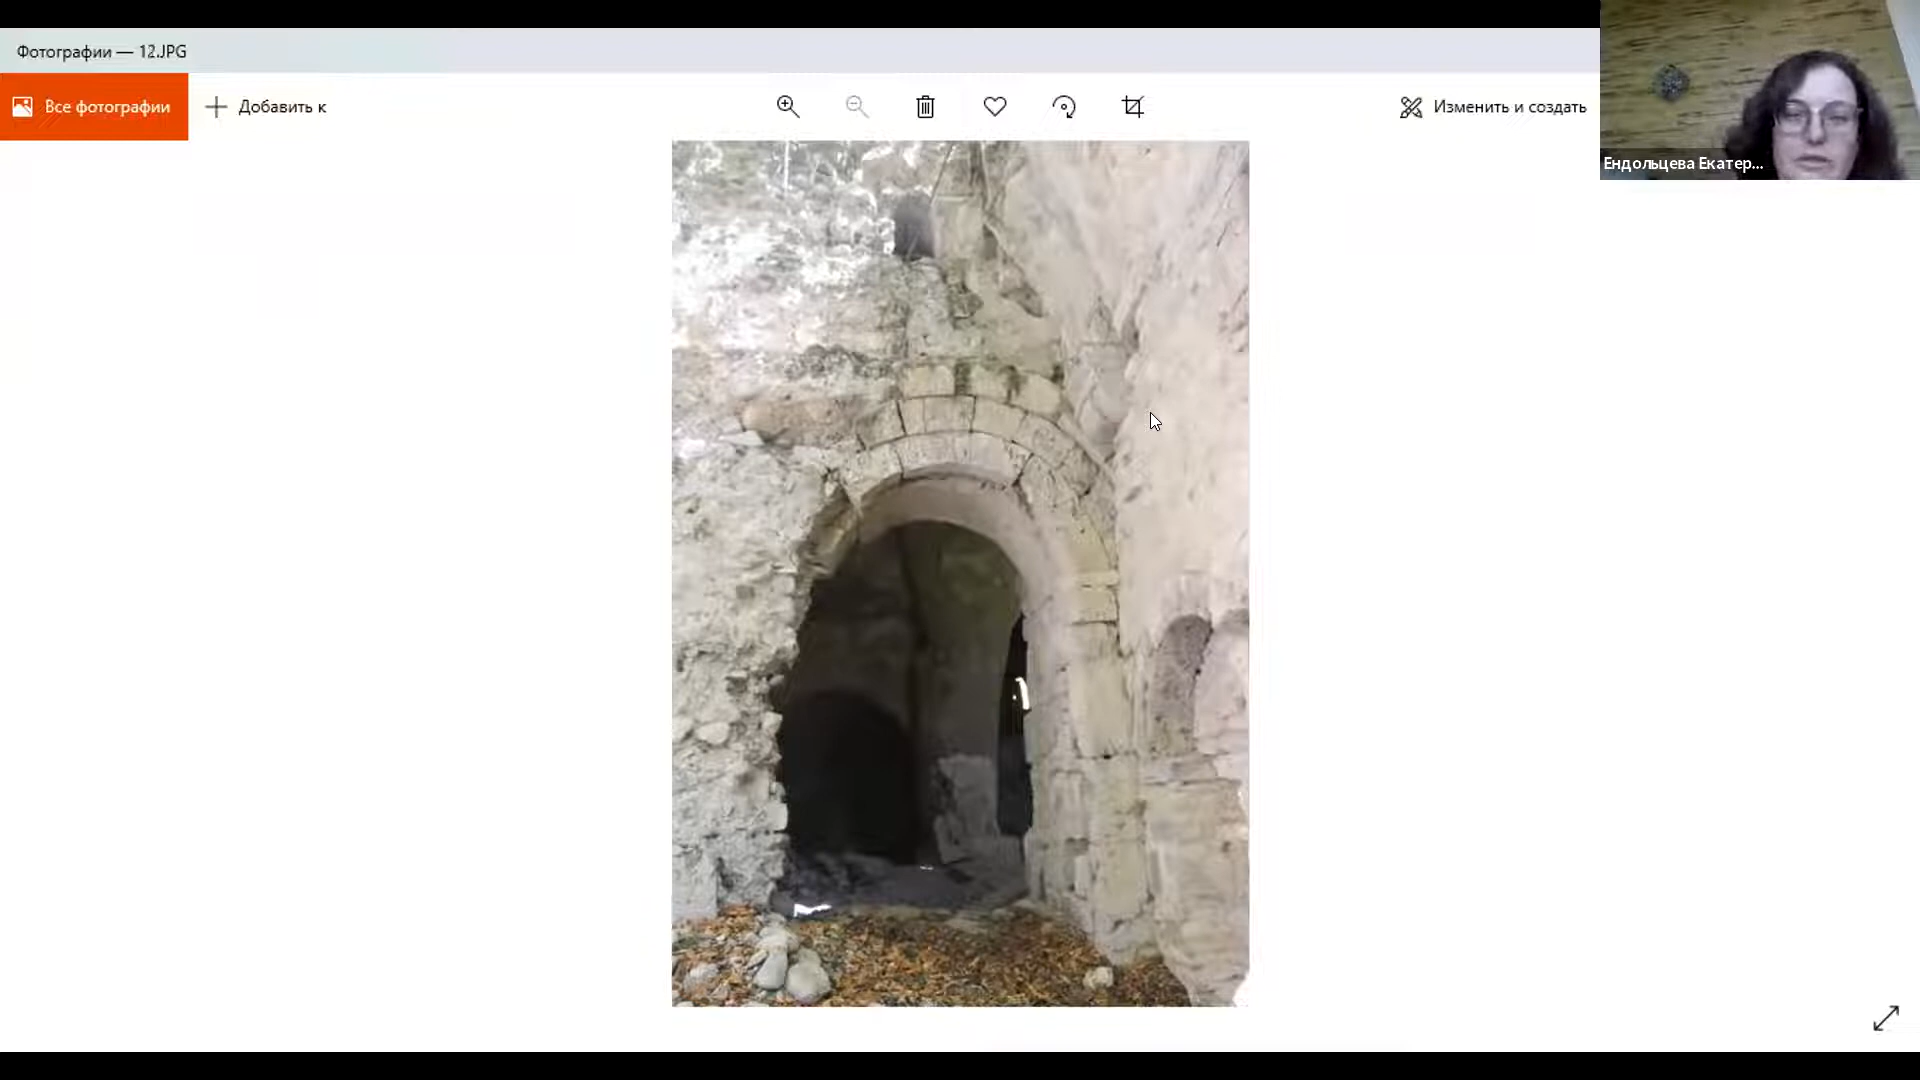 Фотографии — 12.JPG
Все фотографии
Добавить к
Изменить и создать
Ендольцева Екатер...